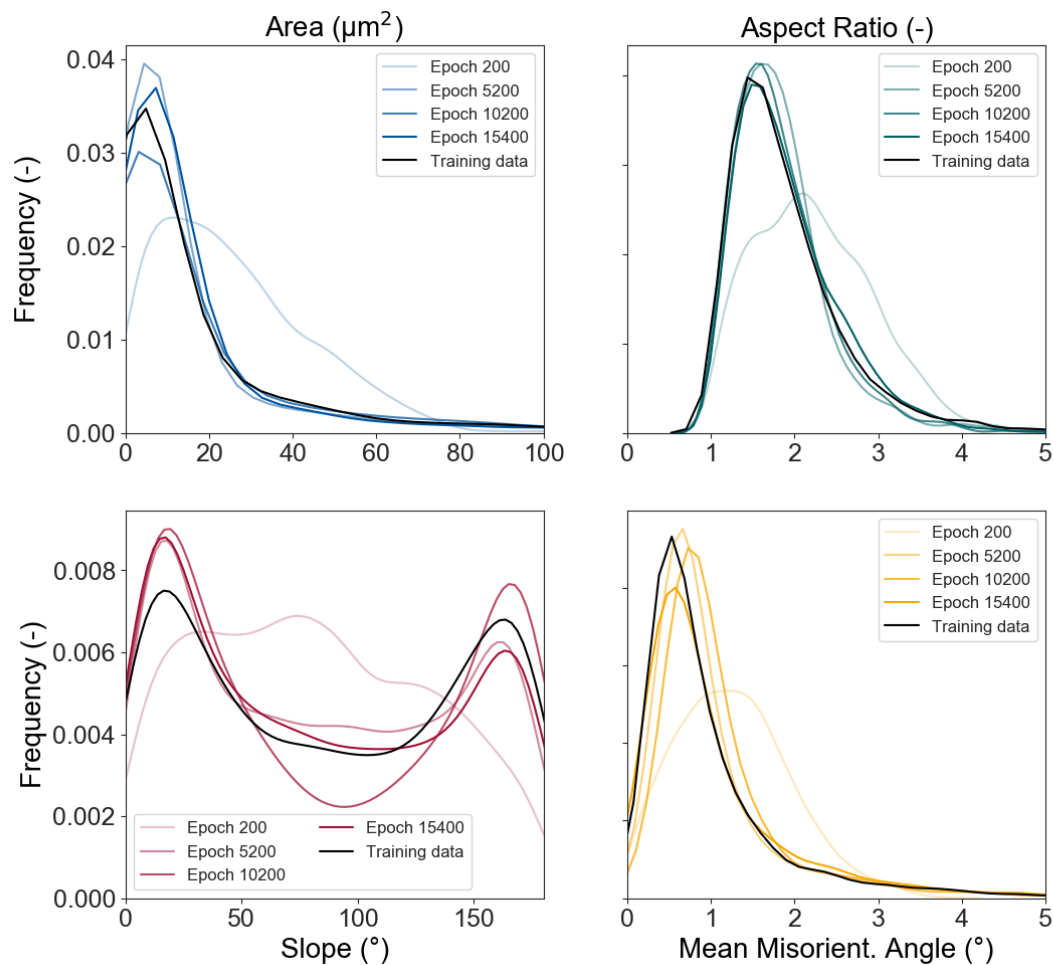 Area (µm²)
Frequency (-)
0.04
0.03
0.02
0.01
0.00
0
20
40
60
80
100
Epoch 200
Epoch 5200
Epoch 10200
Epoch 15400
Training data
Aspect Ratio (-)
0
1
2
3
4
5
Epoch 200
Epoch 5200
Epoch 10200
Epoch 15400
Training data
Frequency (-)
0.008
0.006
0.004
0.002
0.000
0
50
100
150
Epoch 200
Epoch 5200
Epoch 10200
Epoch 15400
Training data
Slope (°)
0
1
2
3
4
5
Epoch 200
Epoch 5200
Epoch 10200
Epoch 15400
Training data
Mean Misorient. Angle (°)